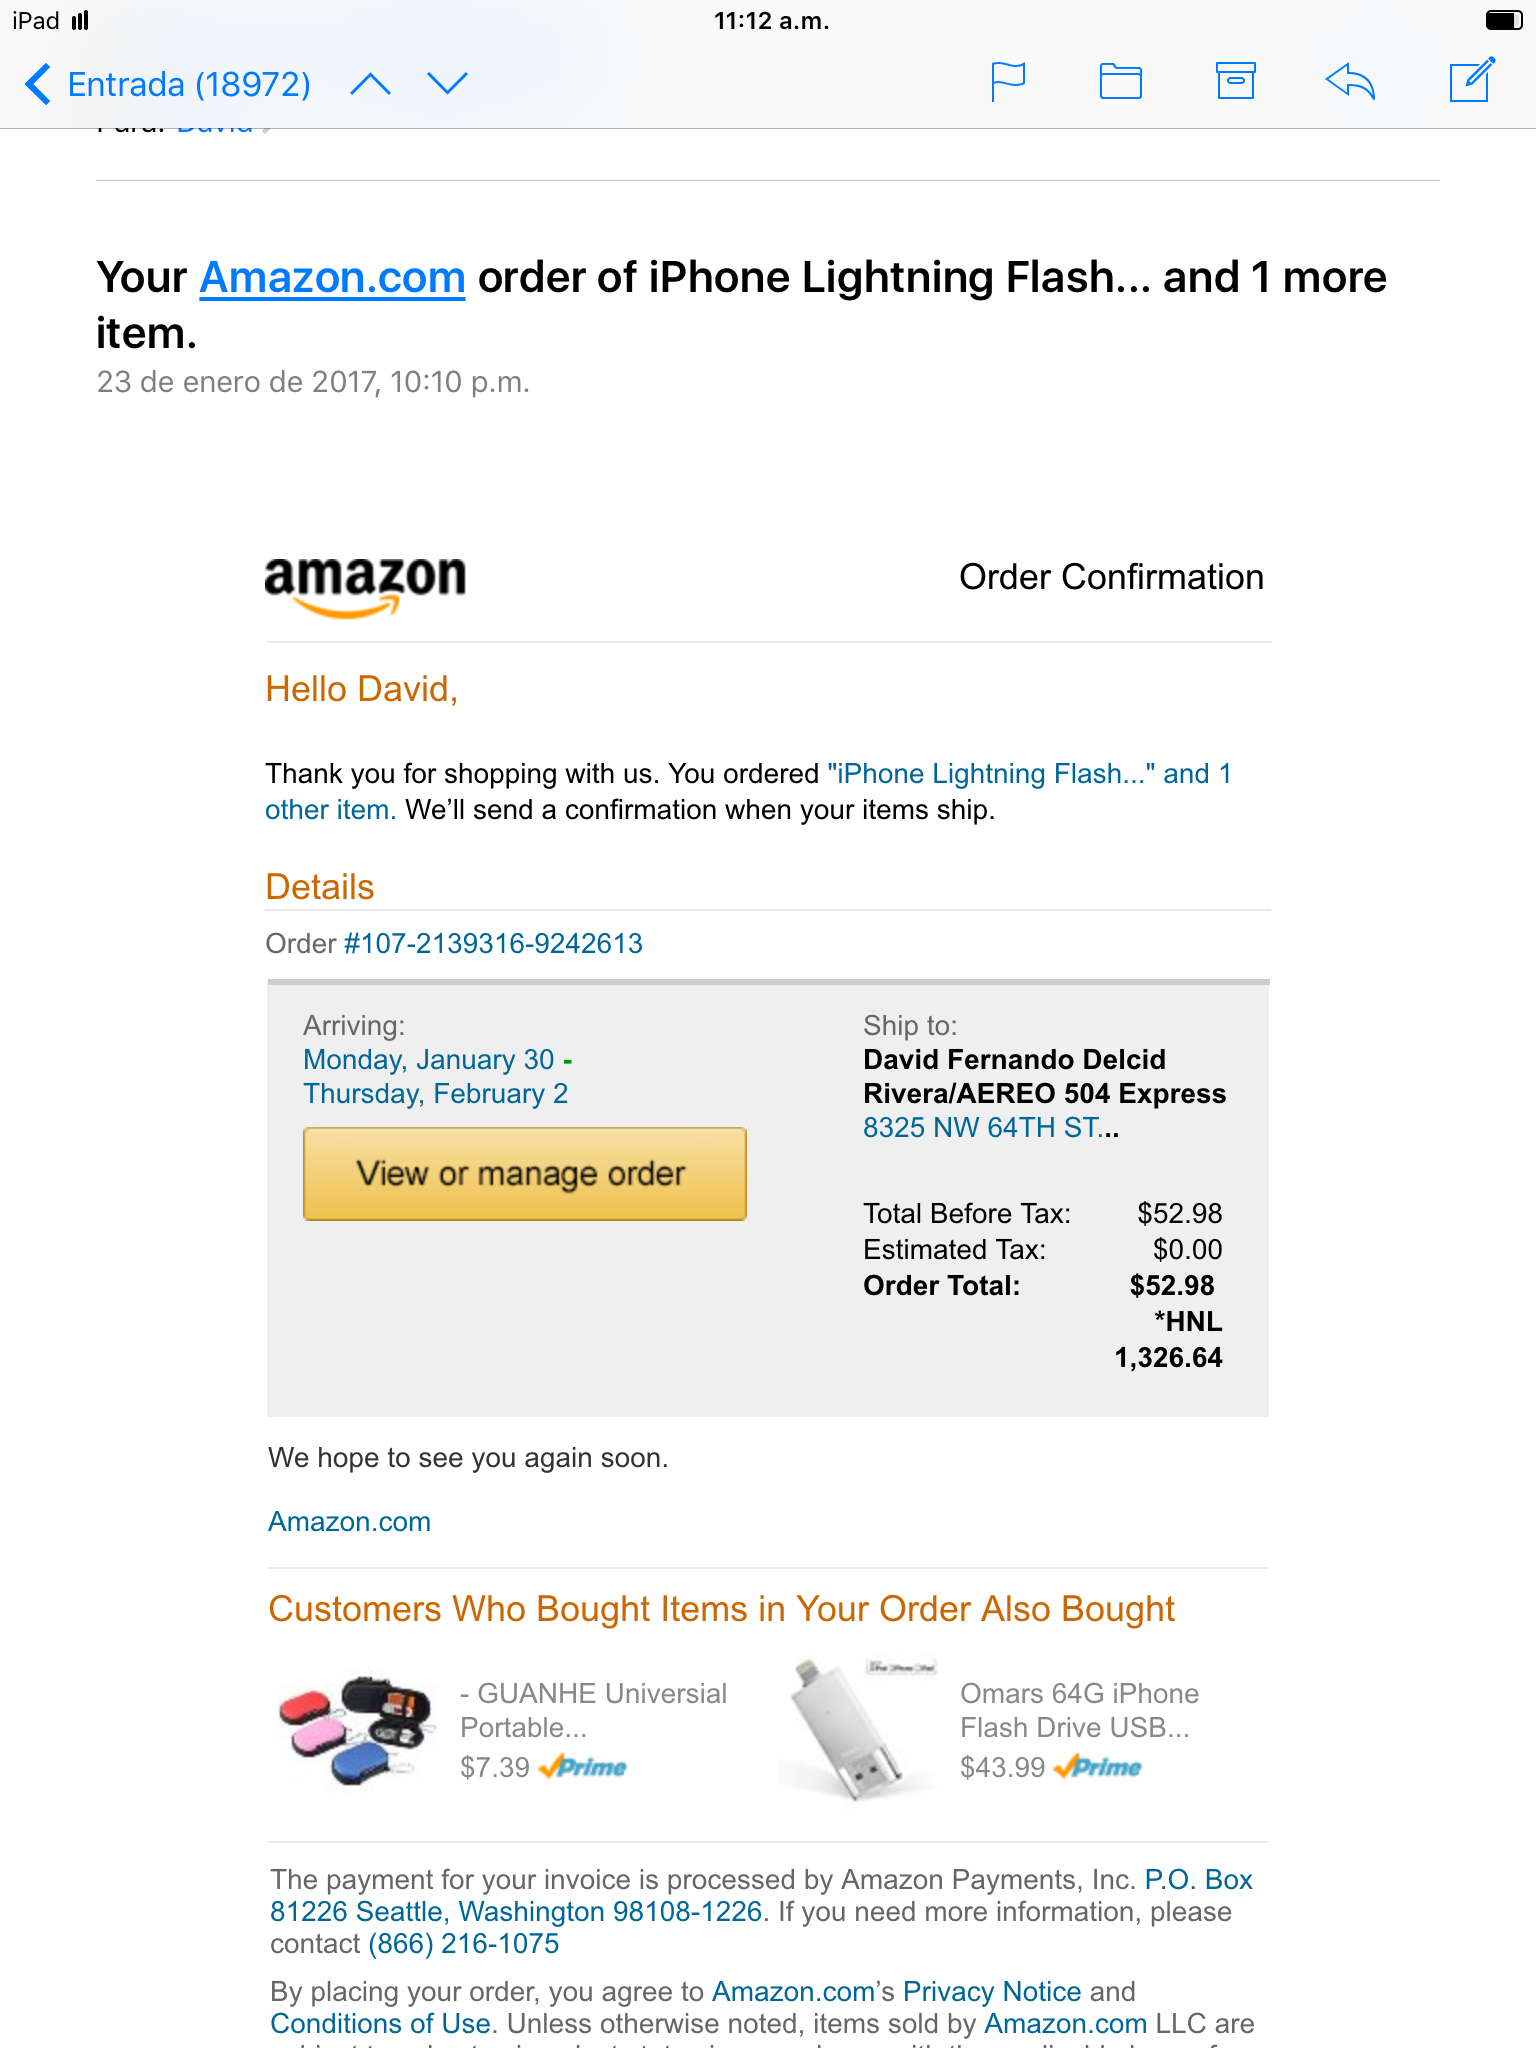 iPad
11:12 a.m.
Entrada (18972)
Para: David
Your Amazon.com order of iPhone Lightning Flash... and 1 more
item.
23 de enero de 2017, 10:10 p.m.
amazon
Order Confirmation
Hello David,
Thank you for shopping with us. You ordered "iPhone Lightning Flash..." and 1
other item. We’ll send a confirmation when your items ship.
Details
Order #107-2139316-9242613
Arriving:
Monday, January 30 -
Thursday, February 2
View or manage order
Ship to:
David Fernando Delcid
Rivera/AEREO 504 Express
8325 NW 64TH ST...
Total Before Tax: $52.98
Estimated Tax: $0.00
Order Total: $52.98
*HNL
1,326.64
We hope to see you again soon.
Amazon.com
Customers Who Bought Items in Your Order Also Bought
- GUANHE Universial
Portable...
$7.39 Prime
Omars 64G iPhone
Flash Drive USB...
$43.99 Prime
The payment for your invoice is processed by Amazon Payments, Inc. P.O. Box
81226 Seattle, Washington 98108-1226. If you need more information, please
contact (866) 216-1075
By placing your order, you agree to Amazon.com’s Privacy Notice and
Conditions of Use. Unless otherwise noted, items sold by Amazon.com LLC are